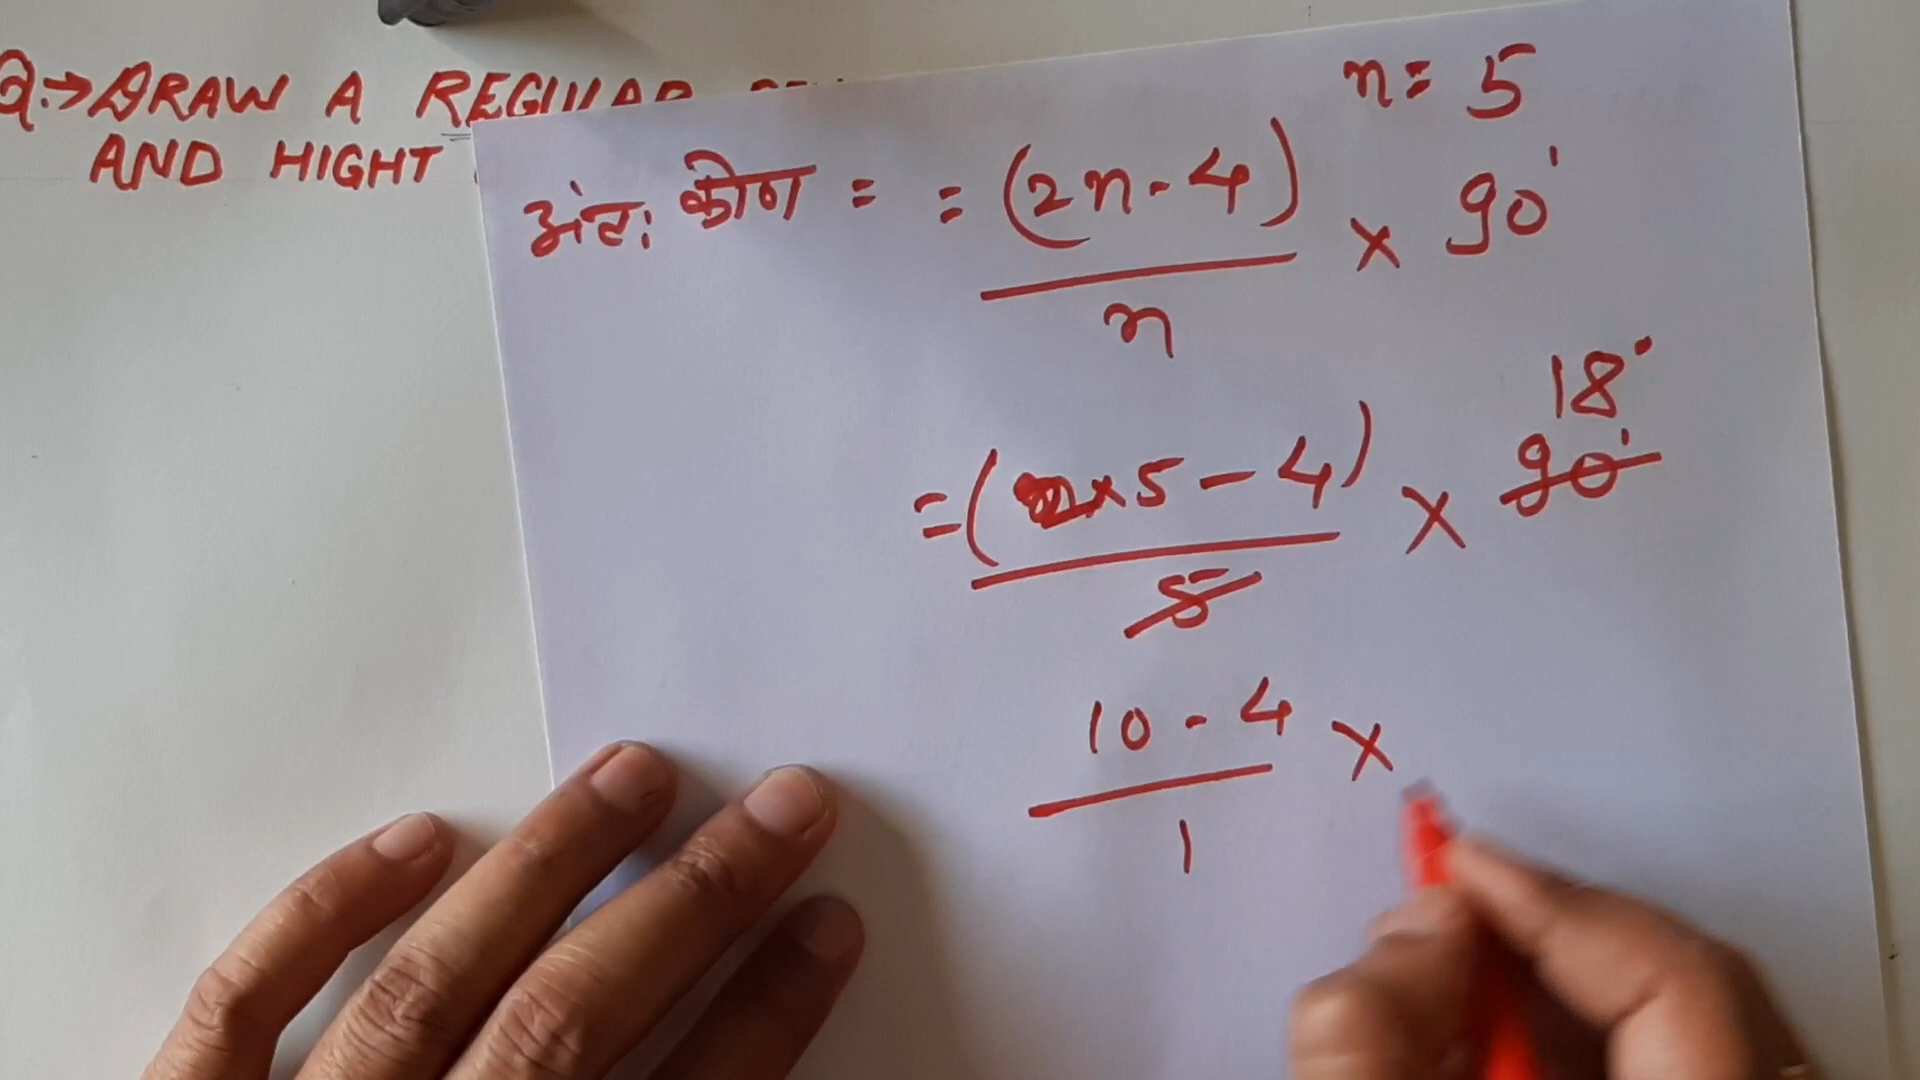 Q.→ DRAW A REGULAR
AND HIGHT
n = 5
अंत: कोण = = (2n - 4) / n × 90°
18°
= (2×5 - 4) / 5 × 90°
10 - 4 / 1 ×